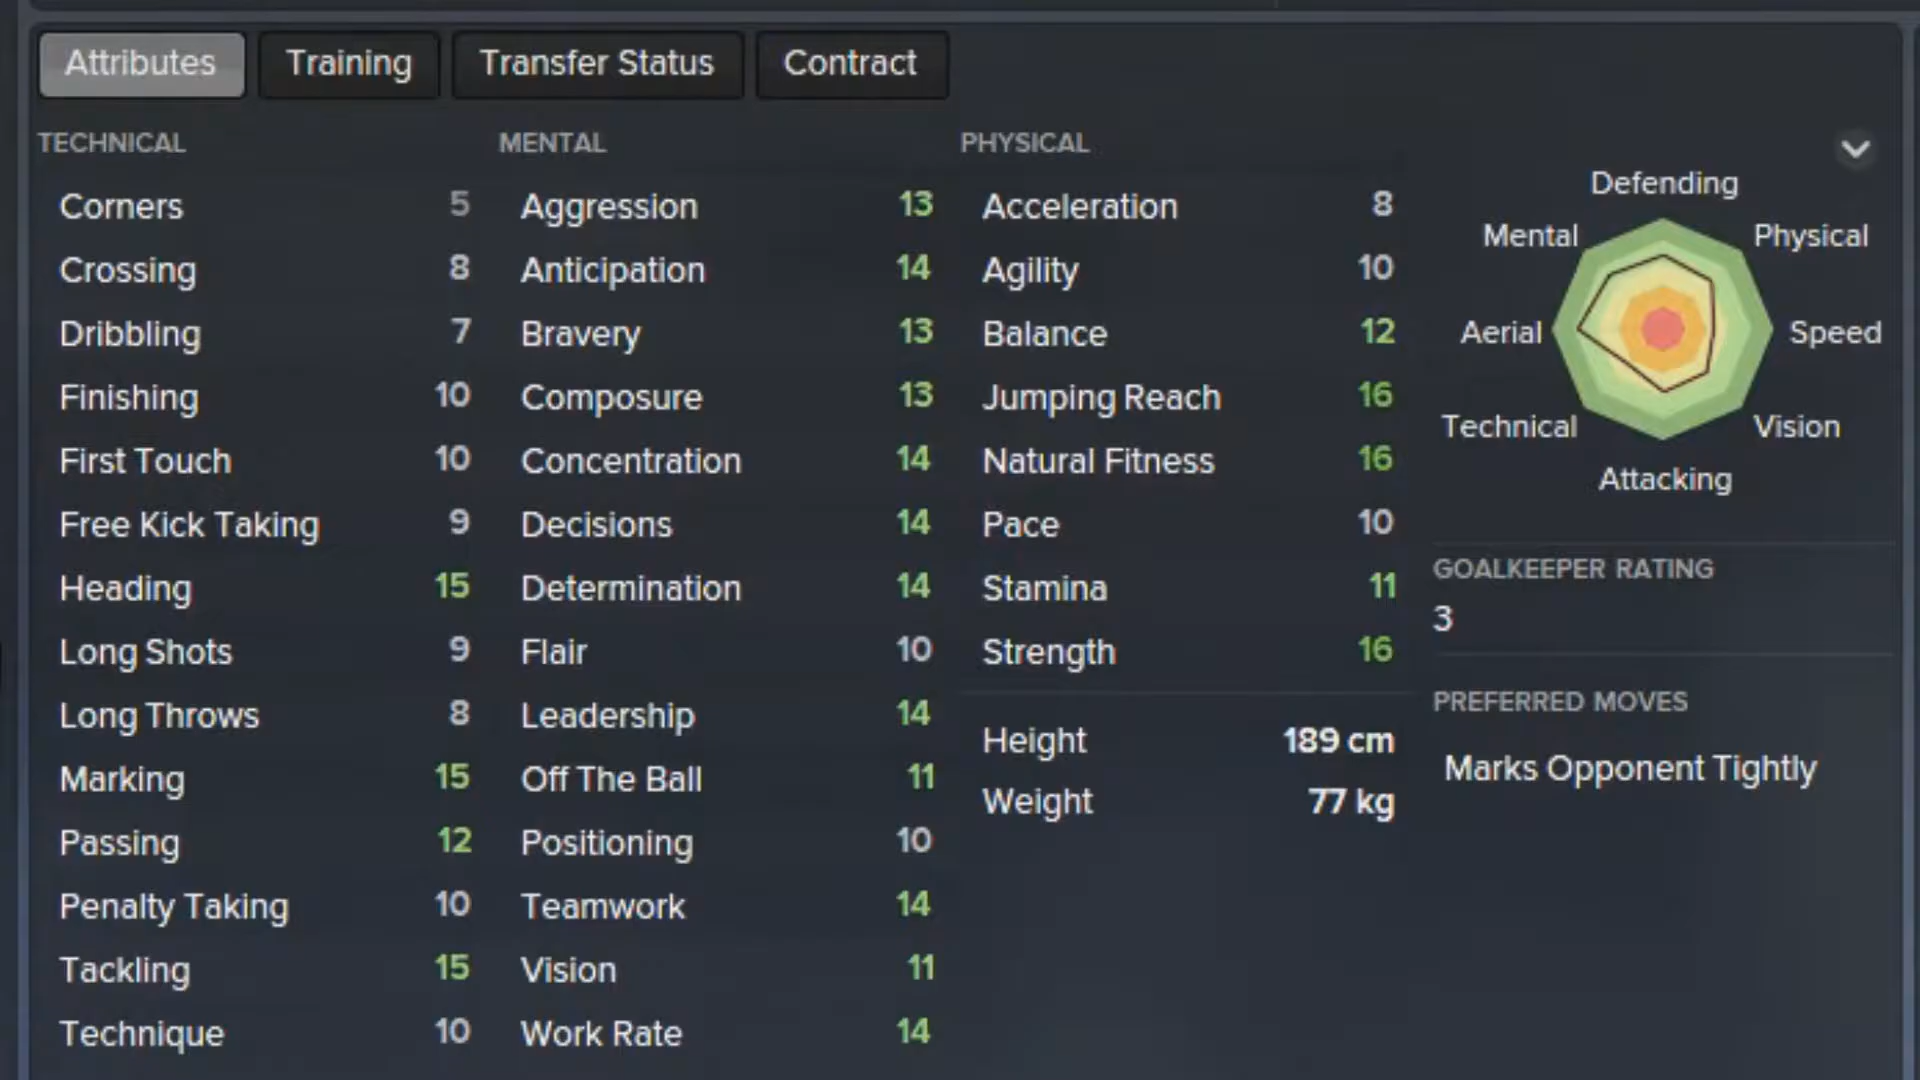 Attributes Training Transfer Status Contract
TECHNICAL MENTAL PHYSICAL
Corners 5 Aggression 13 Acceleration 8
Crossing 8 Anticipation 14 Agility 10
Dribbling 7 Bravery 13 Balance 12
Finishing 10 Composure 13 Jumping Reach 16
First Touch 10 Concentration 14 Natural Fitness 16
Free Kick Taking 9 Decisions 14 Pace 10
Heading 15 Determination 14 Stamina 11
Long Shots 9 Flair 10 Strength 16
Long Throws 8 Leadership 14 Height 189 cm
Marking 15 Off The Ball 11 Weight 77 kg
Passing 12 Positioning 10
Penalty Taking 10 Teamwork 14
Tackling 15 Vision 11
Technique 10 Work Rate 14
Defending
Mental Physical
Aerial Speed
Technical Vision
Attacking
GOALKEEPER RATING
3
PREFERRED MOVES
Marks Opponent Tightly